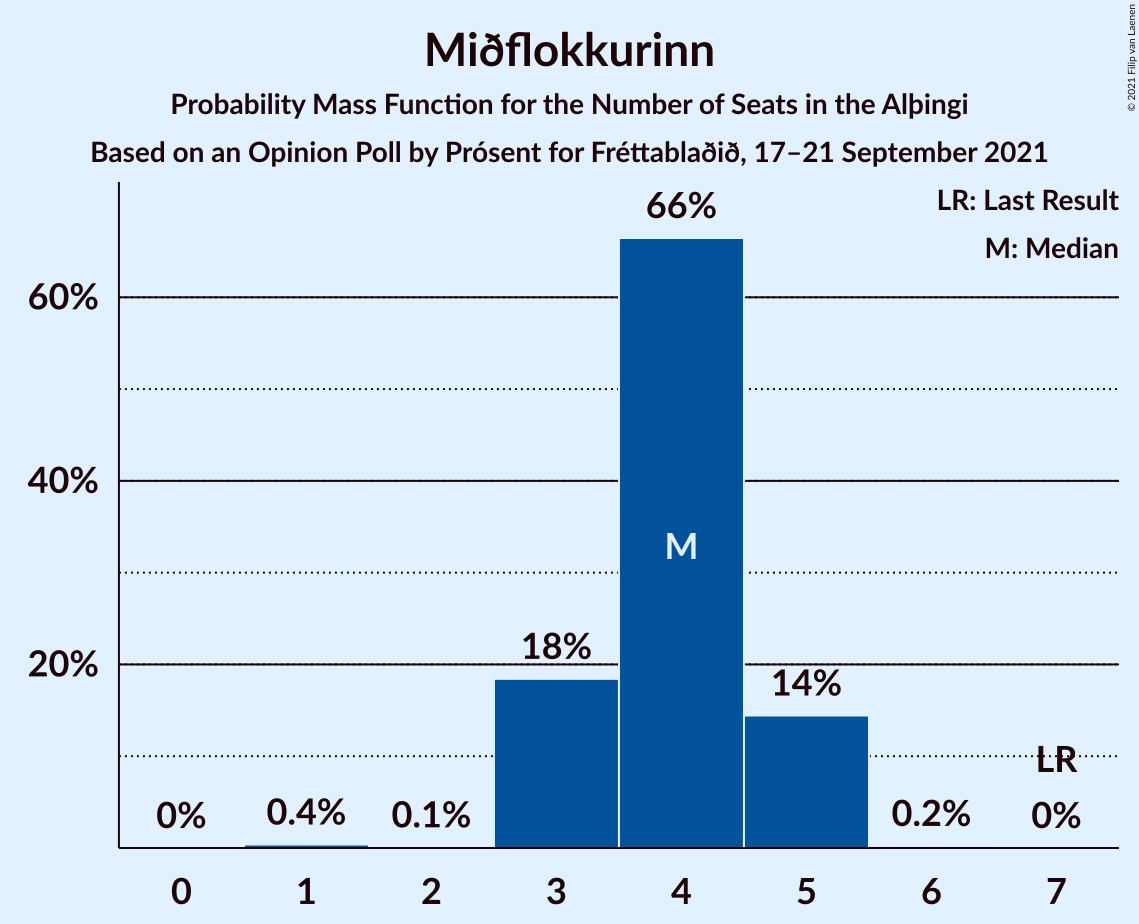 Miðflokkurinn
Probability Mass Function for the Number of Seats in the Alþingi
Based on an Opinion Poll by Prósent for Fréttablaðið, 17–21 September 2021
© 2021 Filip van Laenen
LR: Last Result
M: Median
60%
40%
20%
0%
0.4%
0.1%
18%
66%
M
14%
0.2%
LR
0%
0 1 2 3 4 5 6 7